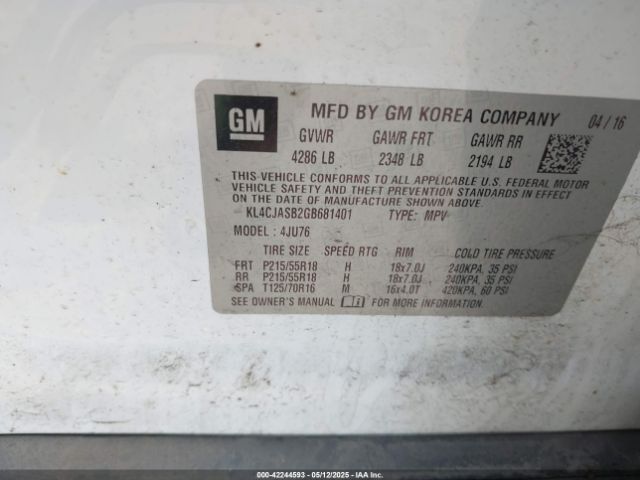 GM
MFD BY GM KOREA COMPANY 04/16
GVWR GAWR FRT GAWR RR
4286 LB 2348 LB 2194 LB
THIS VEHICLE CONFORMS TO ALL APPLICABLE U.S. FEDERAL MOTOR
VEHICLE SAFETY AND THEFT PREVENTION STANDARDS IN EFFECT ON
THE DATE OF MANUFACTURE SHOWN ABOVE.
KL4CJASB2GB681401 TYPE: MPV
MODEL: 4JU76
TIRE SIZE SPEED RTG RIM COLD TIRE PRESSURE
FRT P215/55R18 H 18x7.0J 240KPA, 35 PSI
RR P215/55R18 H 18x7.0J 240KPA, 35 PSI
SPA T125/70R16 M 16x4.0T 420KPA, 60 PSI
SEE OWNER'S MANUAL FOR MORE INFORMATION.
000-42244593 - 05/12/2025 - Copyright IAA, LLC